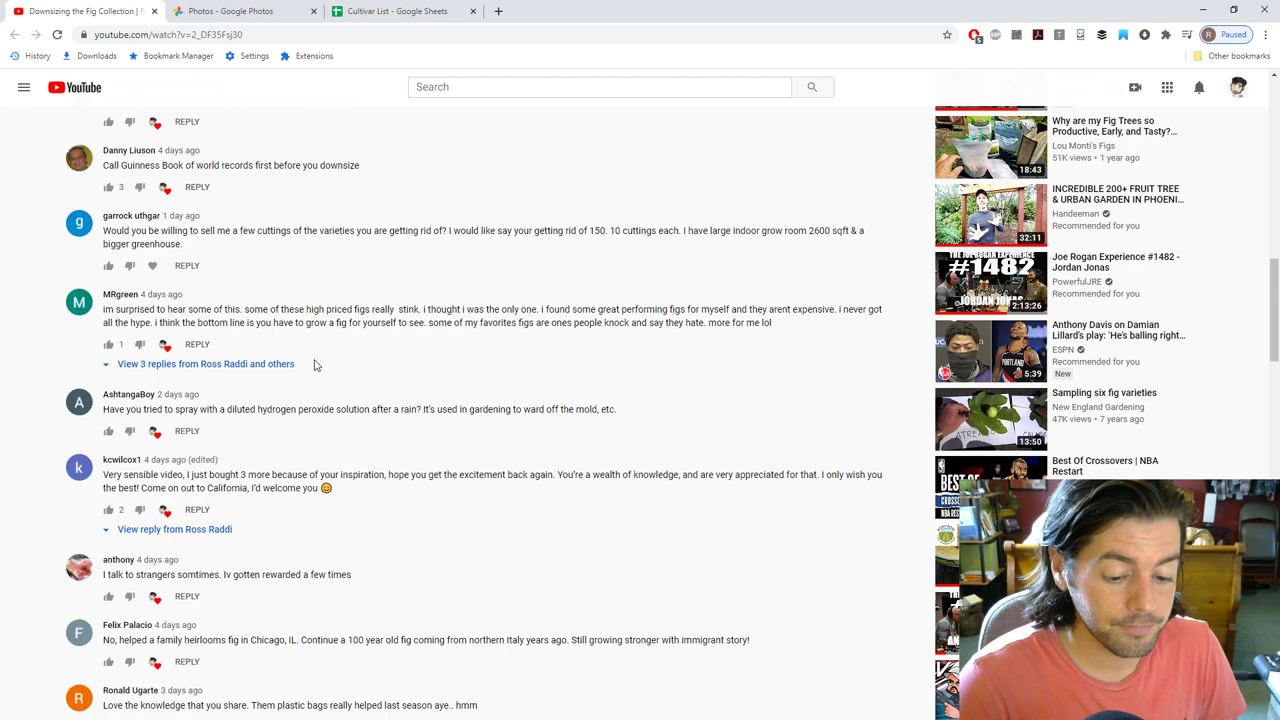 Downsizing the Fig Collection |
Photos - Google Photos
Cultivar List - Google Sheets
youtube.com/watch?v=2_DF35Fsj30
5
R Paused
History
Downloads
Bookmark Manager
Settings
Extensions
Other bookmarks
YouTube
Search
REPLY
Danny Liuson 4 days ago
Call Guinness Book of world records first before you downsize
3 REPLY
g
garrock uthgar 1 day ago
Would you be willing to sell me a few cuttings of the varieties you are getting rid of? I would like say your getting rid of 150. 10 cuttings each. I have large indoor grow room 2600 sqft & a
bigger greenhouse.
REPLY
M
MRgreen 4 days ago
im surprised to hear some of this. some of these high priced figs really stink. i thought i was the only one. i found some great performing figs for myself and they arent expensive. i never got
all the hype. i think the bottom line is you have to grow a fig for yourself to see. some of my favorites figs are ones people knock and say they hate. more for me lol
1 REPLY
View 3 replies from Ross Raddi and others
A
AshtangaBoy 2 days ago
Have you tried to spray with a diluted hydrogen peroxide solution after a rain? It's used in gardening to ward off the mold, etc.
REPLY
k
kcwilcox1 4 days ago (edited)
Very sensible video, I just bought 3 more because of your inspiration, hope you get the excitement back again. You're a wealth of knowledge, and are very appreciated for that. I only wish you
the best! Come on out to California, I'd welcome you 😊
2 REPLY
View reply from Ross Raddi
anthony 4 days ago
I talk to strangers somtimes. Iv gotten rewarded a few times
REPLY
F
Felix Palacio 4 days ago
No, helped a family heirlooms fig in Chicago, IL. Continue a 100 year old fig coming from northern Italy years ago. Still growing stronger with immigrant story!
REPLY
R
Ronald Ugarte 3 days ago
Love the knowledge that you share. Them plastic bags really helped last season aye.. hmm
Why are my Fig Trees so
Productive, Early, and Tasty?...
Lou Monti's Figs
51K views • 1 year ago
18:43
INCREDIBLE 200+ FRUIT TREE
& URBAN GARDEN IN PHOENI...
Handeeman
Recommended for you
32:11
THE JOE ROGAN EXPERIENCE
#1482
JORDAN JONAS
2:13:26
Joe Rogan Experience #1482 -
Jordan Jonas
PowerfulJRE
Recommended for you
Anthony Davis on Damian
Lillard's play: 'He's balling right...
ESPN
Recommended for you
New
PORTLAND
5:39
Sampling six fig varieties
New England Gardening
47K views • 7 years ago
13:50
Best Of Crossovers | NBA
Restart
BEST OF